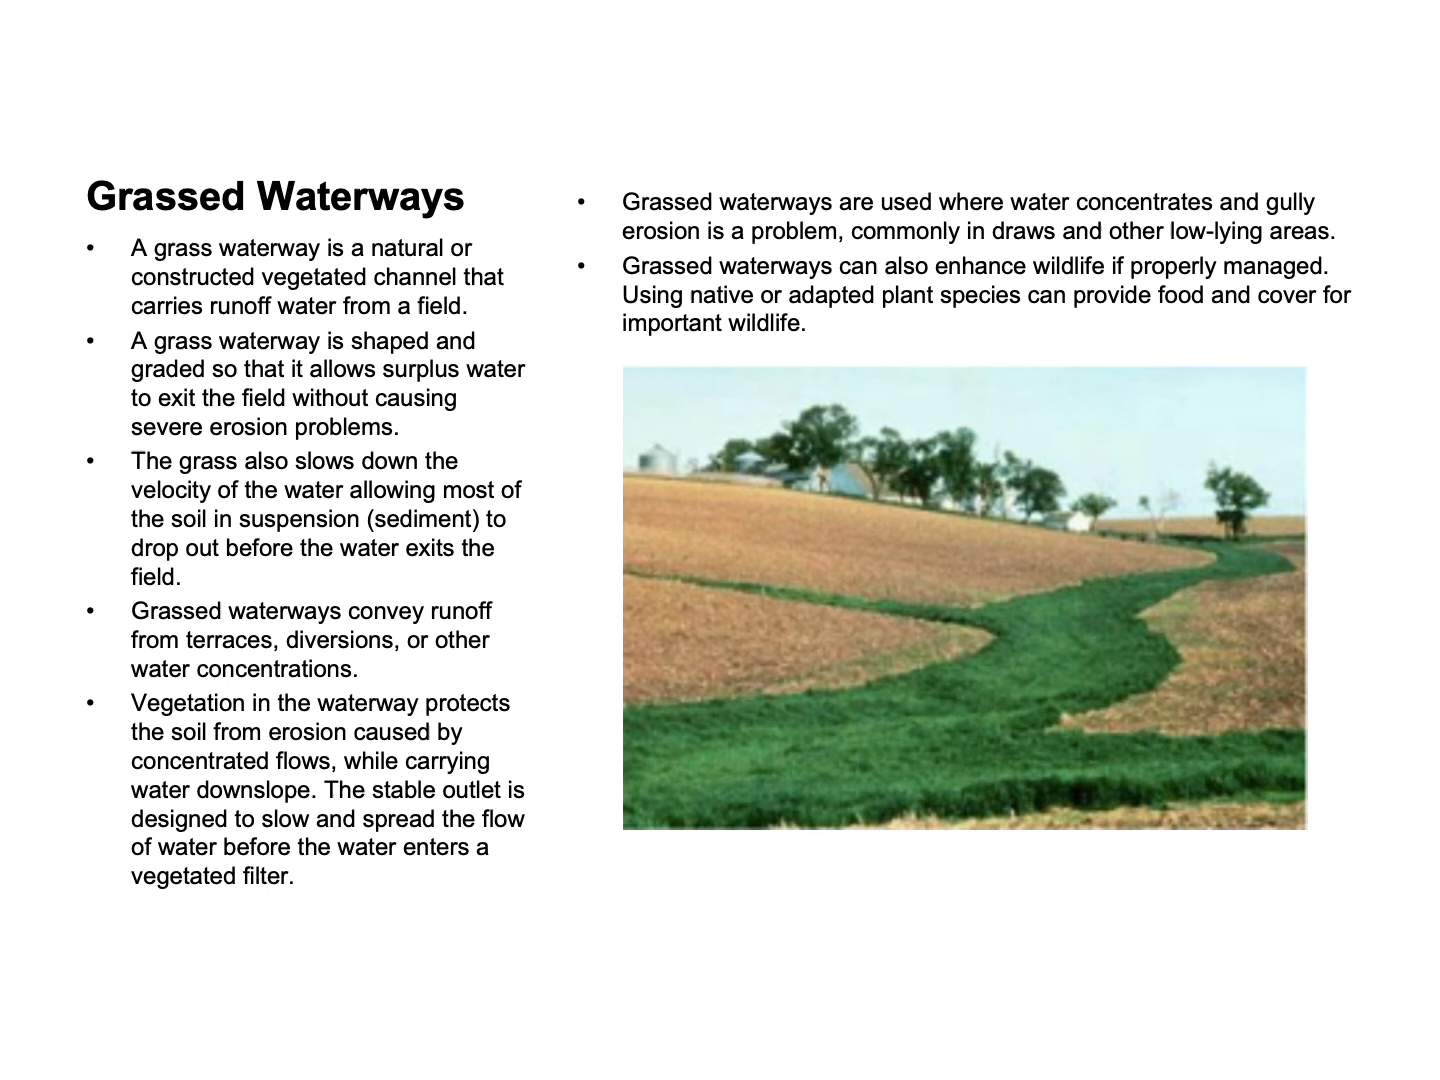 Grassed Waterways
• A grass waterway is a natural or
constructed vegetated channel that
carries runoff water from a field.
• A grass waterway is shaped and
graded so that it allows surplus water
to exit the field without causing
severe erosion problems.
• The grass also slows down the
velocity of the water allowing most of
the soil in suspension (sediment) to
drop out before the water exits the
field.
• Grassed waterways convey runoff
from terraces, diversions, or other
water concentrations.
• Vegetation in the waterway protects
the soil from erosion caused by
concentrated flows, while carrying
water downslope. The stable outlet is
designed to slow and spread the flow
of water before the water enters a
vegetated filter.
• Grassed waterways are used where water concentrates and gully
erosion is a problem, commonly in draws and other low-lying areas.
• Grassed waterways can also enhance wildlife if properly managed.
Using native or adapted plant species can provide food and cover for
important wildlife.